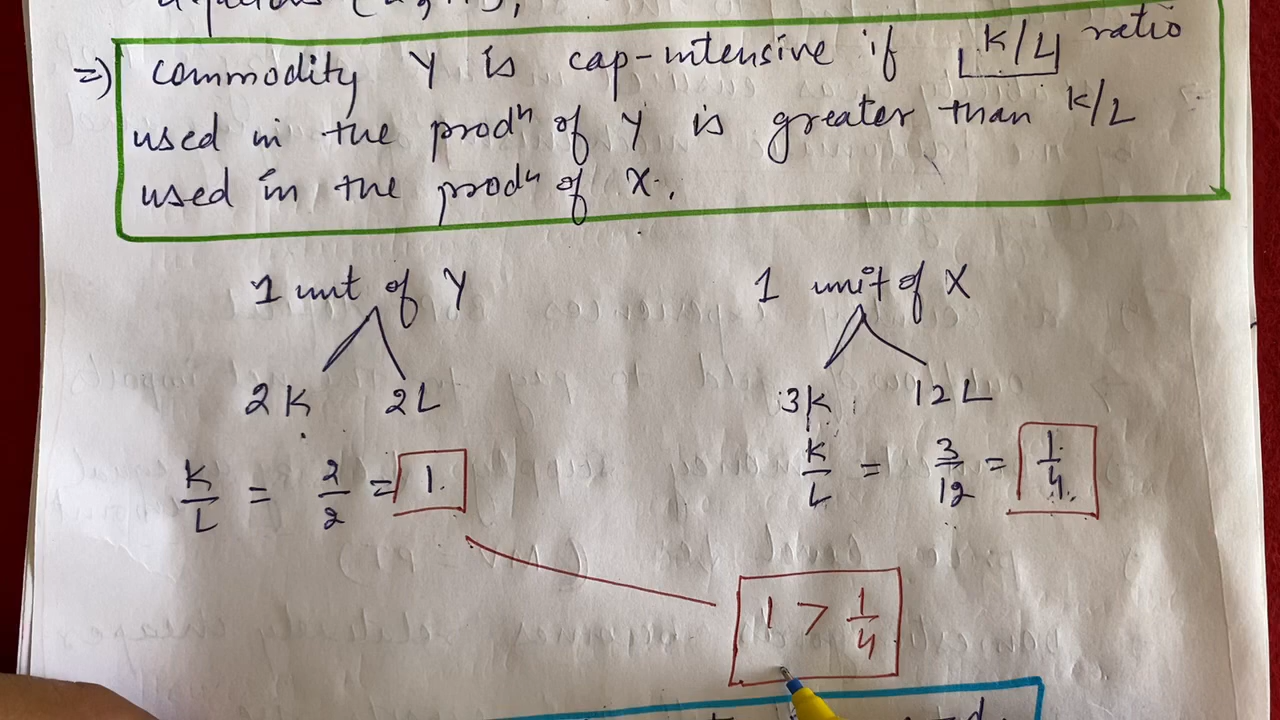 =) commodity Y is cap-intensive if K/L ratio
used in the prodn of Y is greater than K/L
used in the prodn of X.
1 unit of Y
1 unit of X
2K 2L
3K 12L
K/L = 2/2 = 1
K/L = 3/12 = 1/4
1 > 1/4